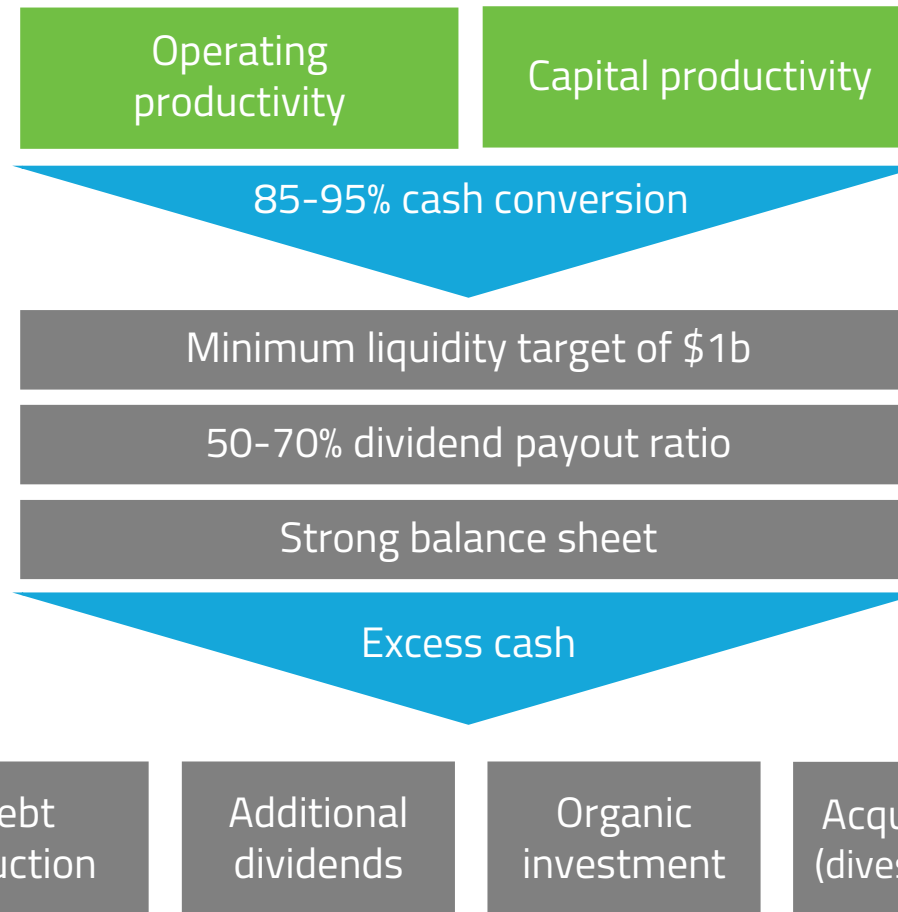 Operating
productivity
Capital productivity
85-95% cash conversion
Minimum liquidity target of $1b
50-70% dividend payout ratio
Strong balance sheet
Excess cash
Additional
dividends
Organic
investment